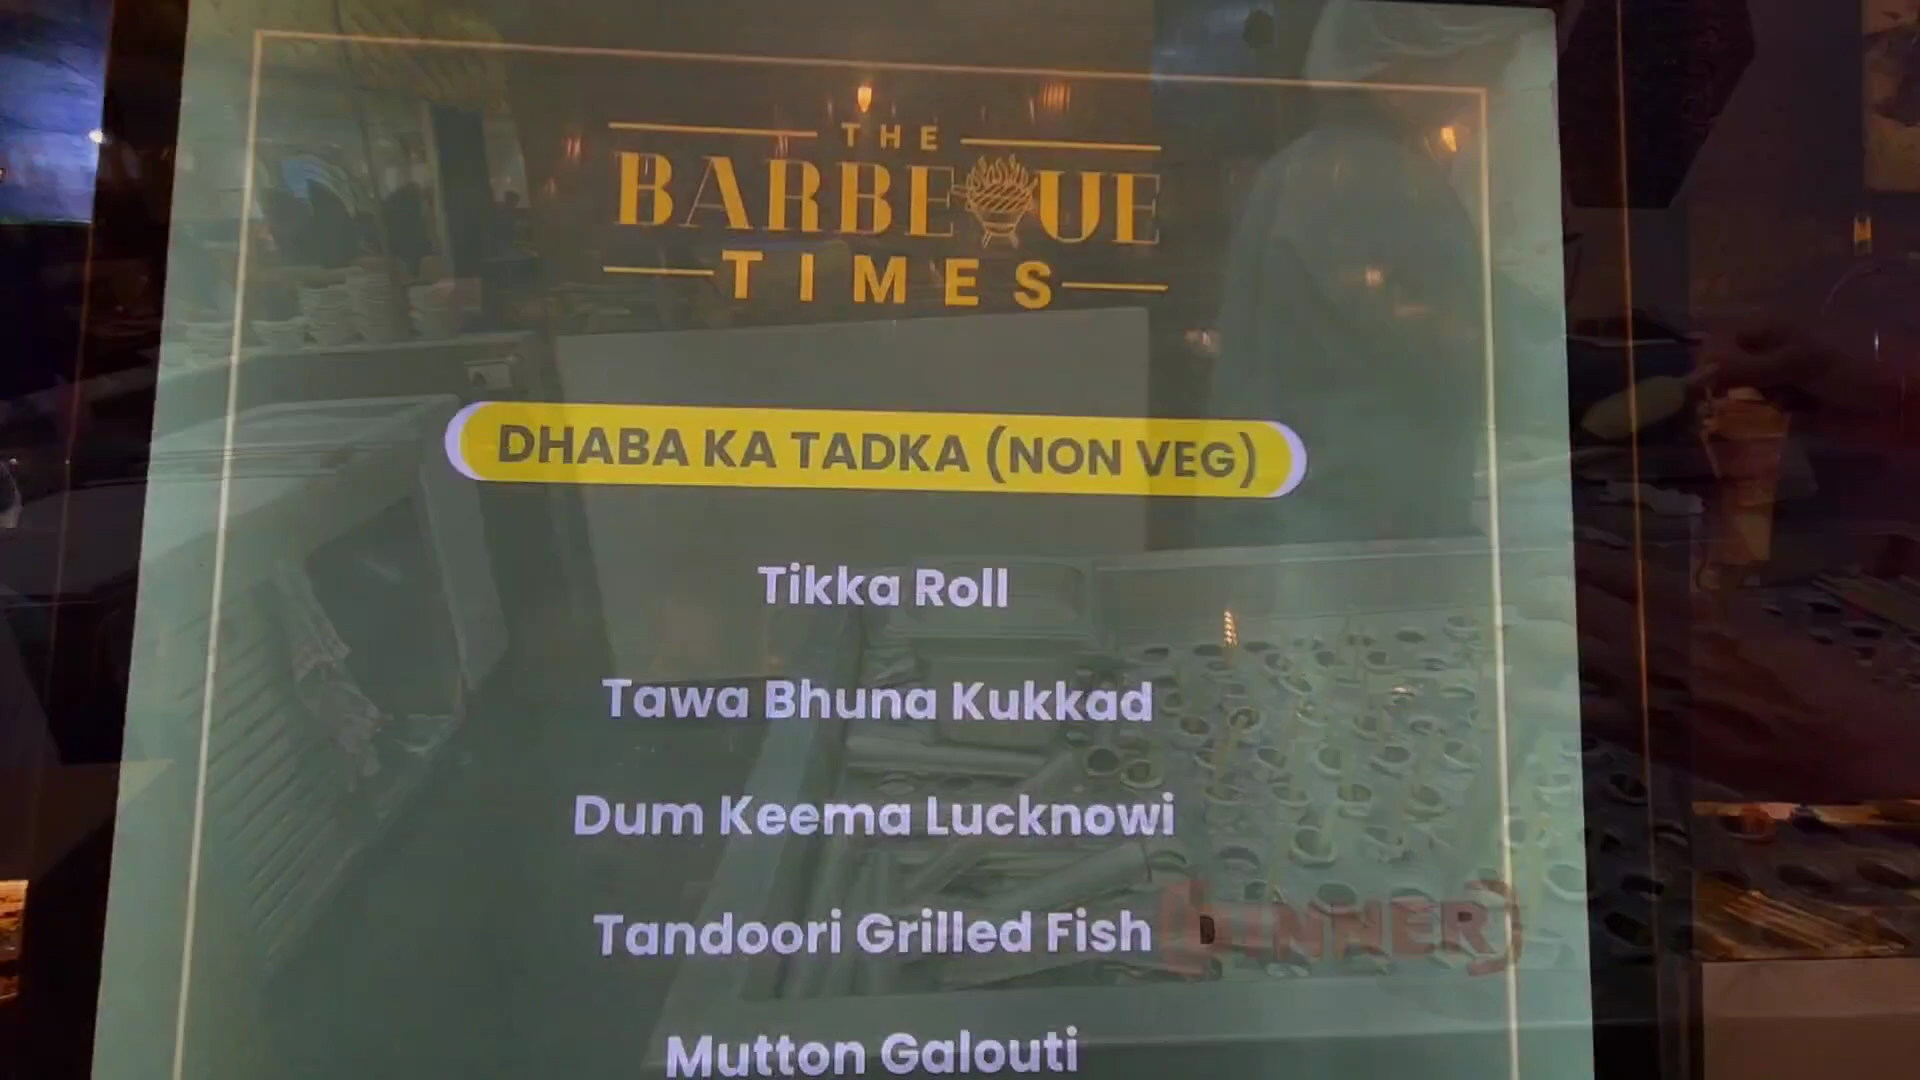 THE
BARBEQUE
TIMES
DHABA KA TADKA (NON VEG)
Tikka Roll
Tawa Bhuna Kukkad
Dum Keema Lucknowi
Tandoori Grilled Fish (DINNER)
Mutton Galouti